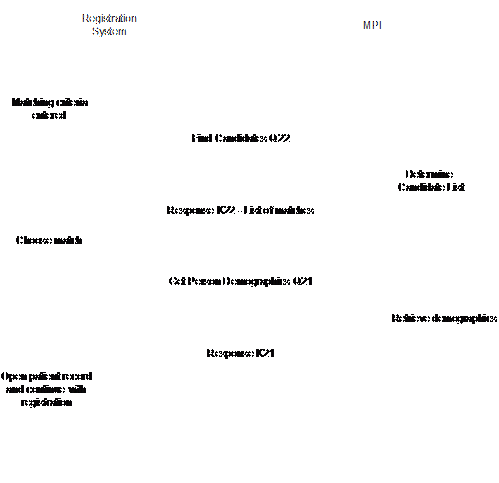 Registration
System
MPI
Matching criteria
entered
Find Candidates Q22
Determine
Candidate List
Response K22 - List of matches
Choose match
Get Person Demographics Q21
Retrieve demographics
Response K21
Open patient record
and continue with
registration